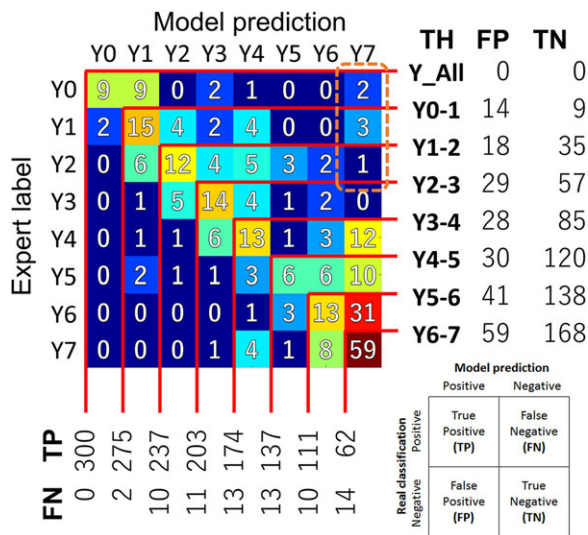 Model prediction
Y0 Y1 Y2 Y3 Y4 Y5 Y6 Y7
TH FP TN
Expert label
Y0 9 9 0 2 1 0 0 2
Y1 2 15 4 2 4 0 0 3
Y2 0 6 12 4 5 3 2 1
Y3 0 1 5 14 4 1 2 0
Y4 0 1 1 6 13 1 3 12
Y5 0 2 1 1 3 6 6 10
Y6 0 0 0 0 1 3 13 31
Y7 0 0 0 1 4 1 8 59
Y_All 0 0
Y0-1 14 9
Y1-2 18 35
Y2-3 29 57
Y3-4 28 85
Y4-5 30 120
Y5-6 41 138
Y6-7 59 168
TP 300 275 237 203 174 137 111 62
FN 0 2 10 11 13 13 10 14
Model prediction
Positive Negative
Real classification
Positive
True
Positive
(TP)
False
Negative
(FN)
Negative
False
Positive
(FP)
True
Negative
(TN)